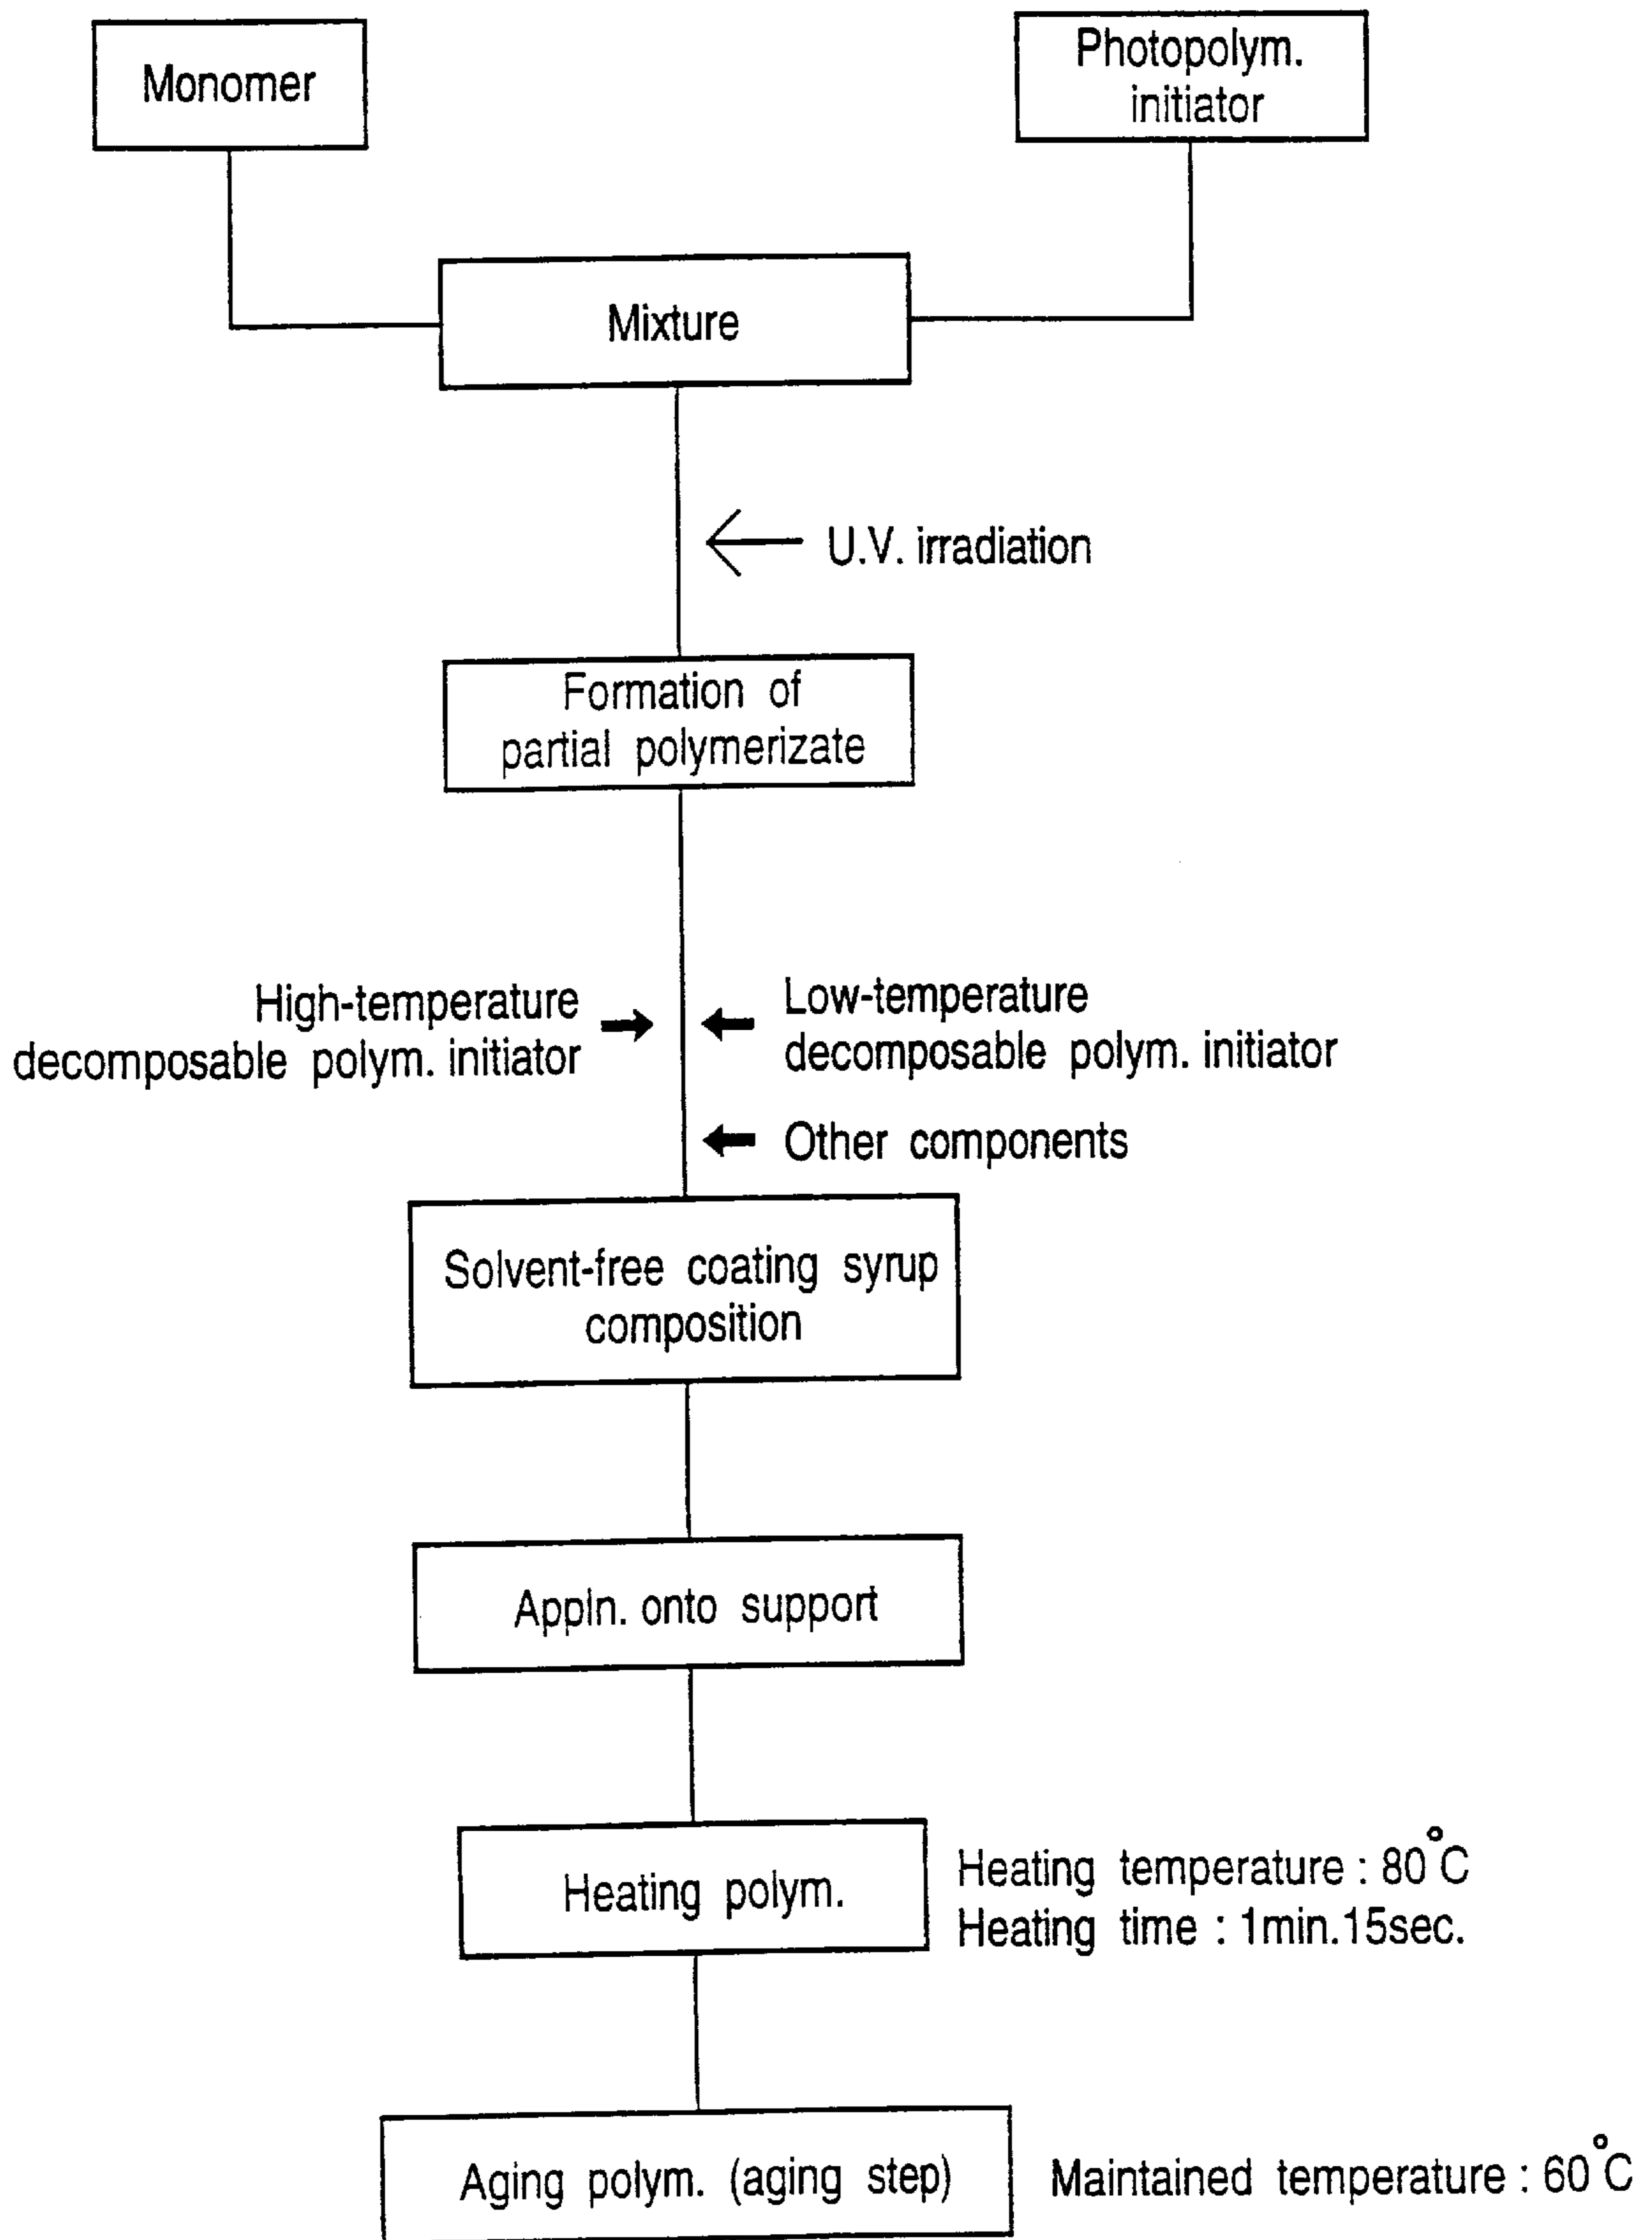 Monomer
Photopolym.
initiator
Mixture
U.V. irradiation
Formation of
partial polymerizate
High-temperature
decomposable polym. initiator
Low-temperature
decomposable polym. initiator
Other components
Solvent-free coating syrup
composition
Appln. onto support
Heating polym.
Heating temperature : 80°C
Heating time : 1min.15sec.
Aging polym. (aging step)
Maintained temperature : 60°C